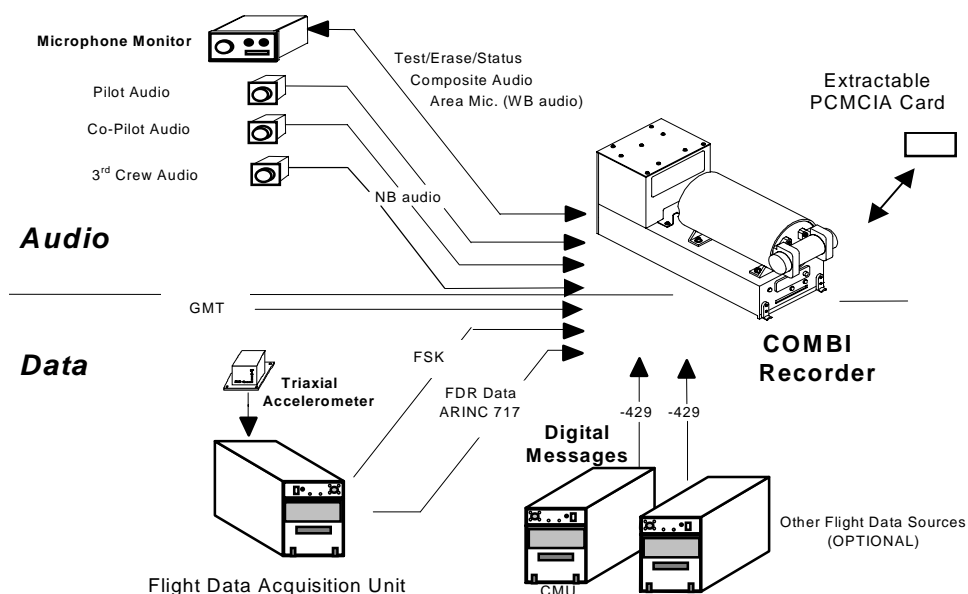 Microphone Monitor
Test/Erase/Status
Composite Audio
Area Mic. (WB audio)
Extractable
PCMCIA Card
Pilot Audio
Co-Pilot Audio
3rd Crew Audio
NB audio
Audio
GMT
Data
FSK
COMBI
Recorder
Triaxial
Accelerometer
FDR Data
ARINC 717
-429
-429
Digital
Messages
Other Flight Data Sources
(OPTIONAL)
CMU
Flight Data Acquisition Unit